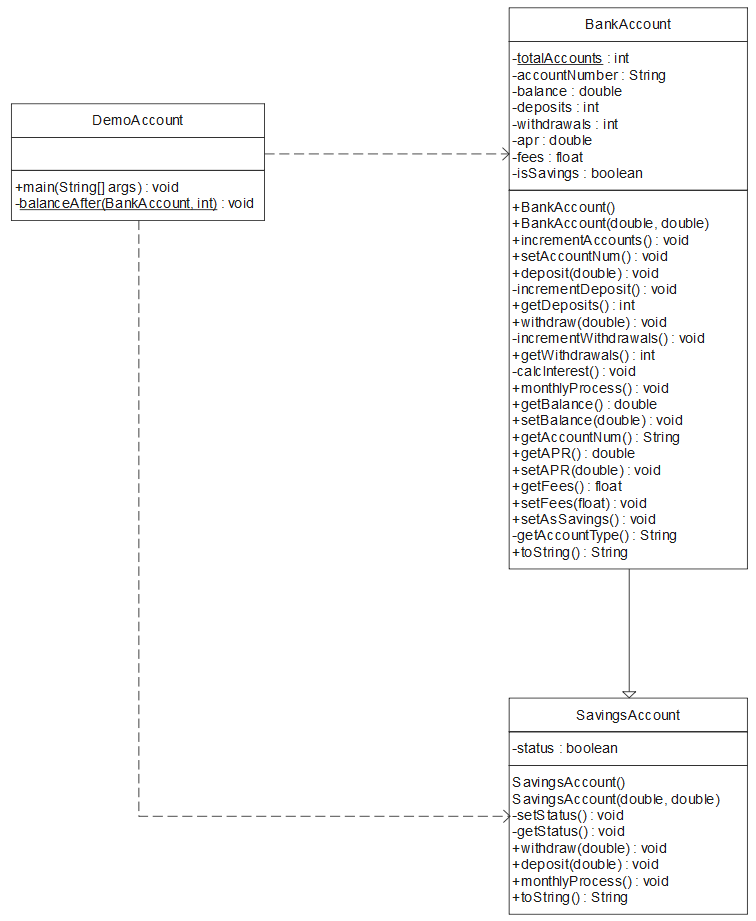 BankAccount
-totalAccounts : int
-accountNumber : String
-balance : double
-deposits : int
-withdrawals : int
-apr : double
-fees : float
-isSavings : boolean
+BankAccount()
+BankAccount(double, double)
+incrementAccounts() : void
+setAccountNum() : void
+deposit(double) : void
-incrementDeposit() : void
+getDeposits() : int
+withdraw(double) : void
-incrementWithdrawals() : void
+getWithdrawals() : int
-calcInterest() : void
+monthlyProcess() : void
+getBalance() : double
+setBalance(double) : void
+getAccountNum() : String
+getAPR() : double
+setAPR(double) : void
+getFees() : float
+setFees(float) : void
+setAsSavings() : void
-getAccountType() : String
+toString() : String
DemoAccount
+main(String[] args) : void
-balanceAfter(BankAccount, int) : void
SavingsAccount
-status : boolean
SavingsAccount()
SavingsAccount(double, double)
-setStatus() : void
-getStatus() : void
+withdraw(double) : void
+deposit(double) : void
+monthlyProcess() : void
+toString() : String